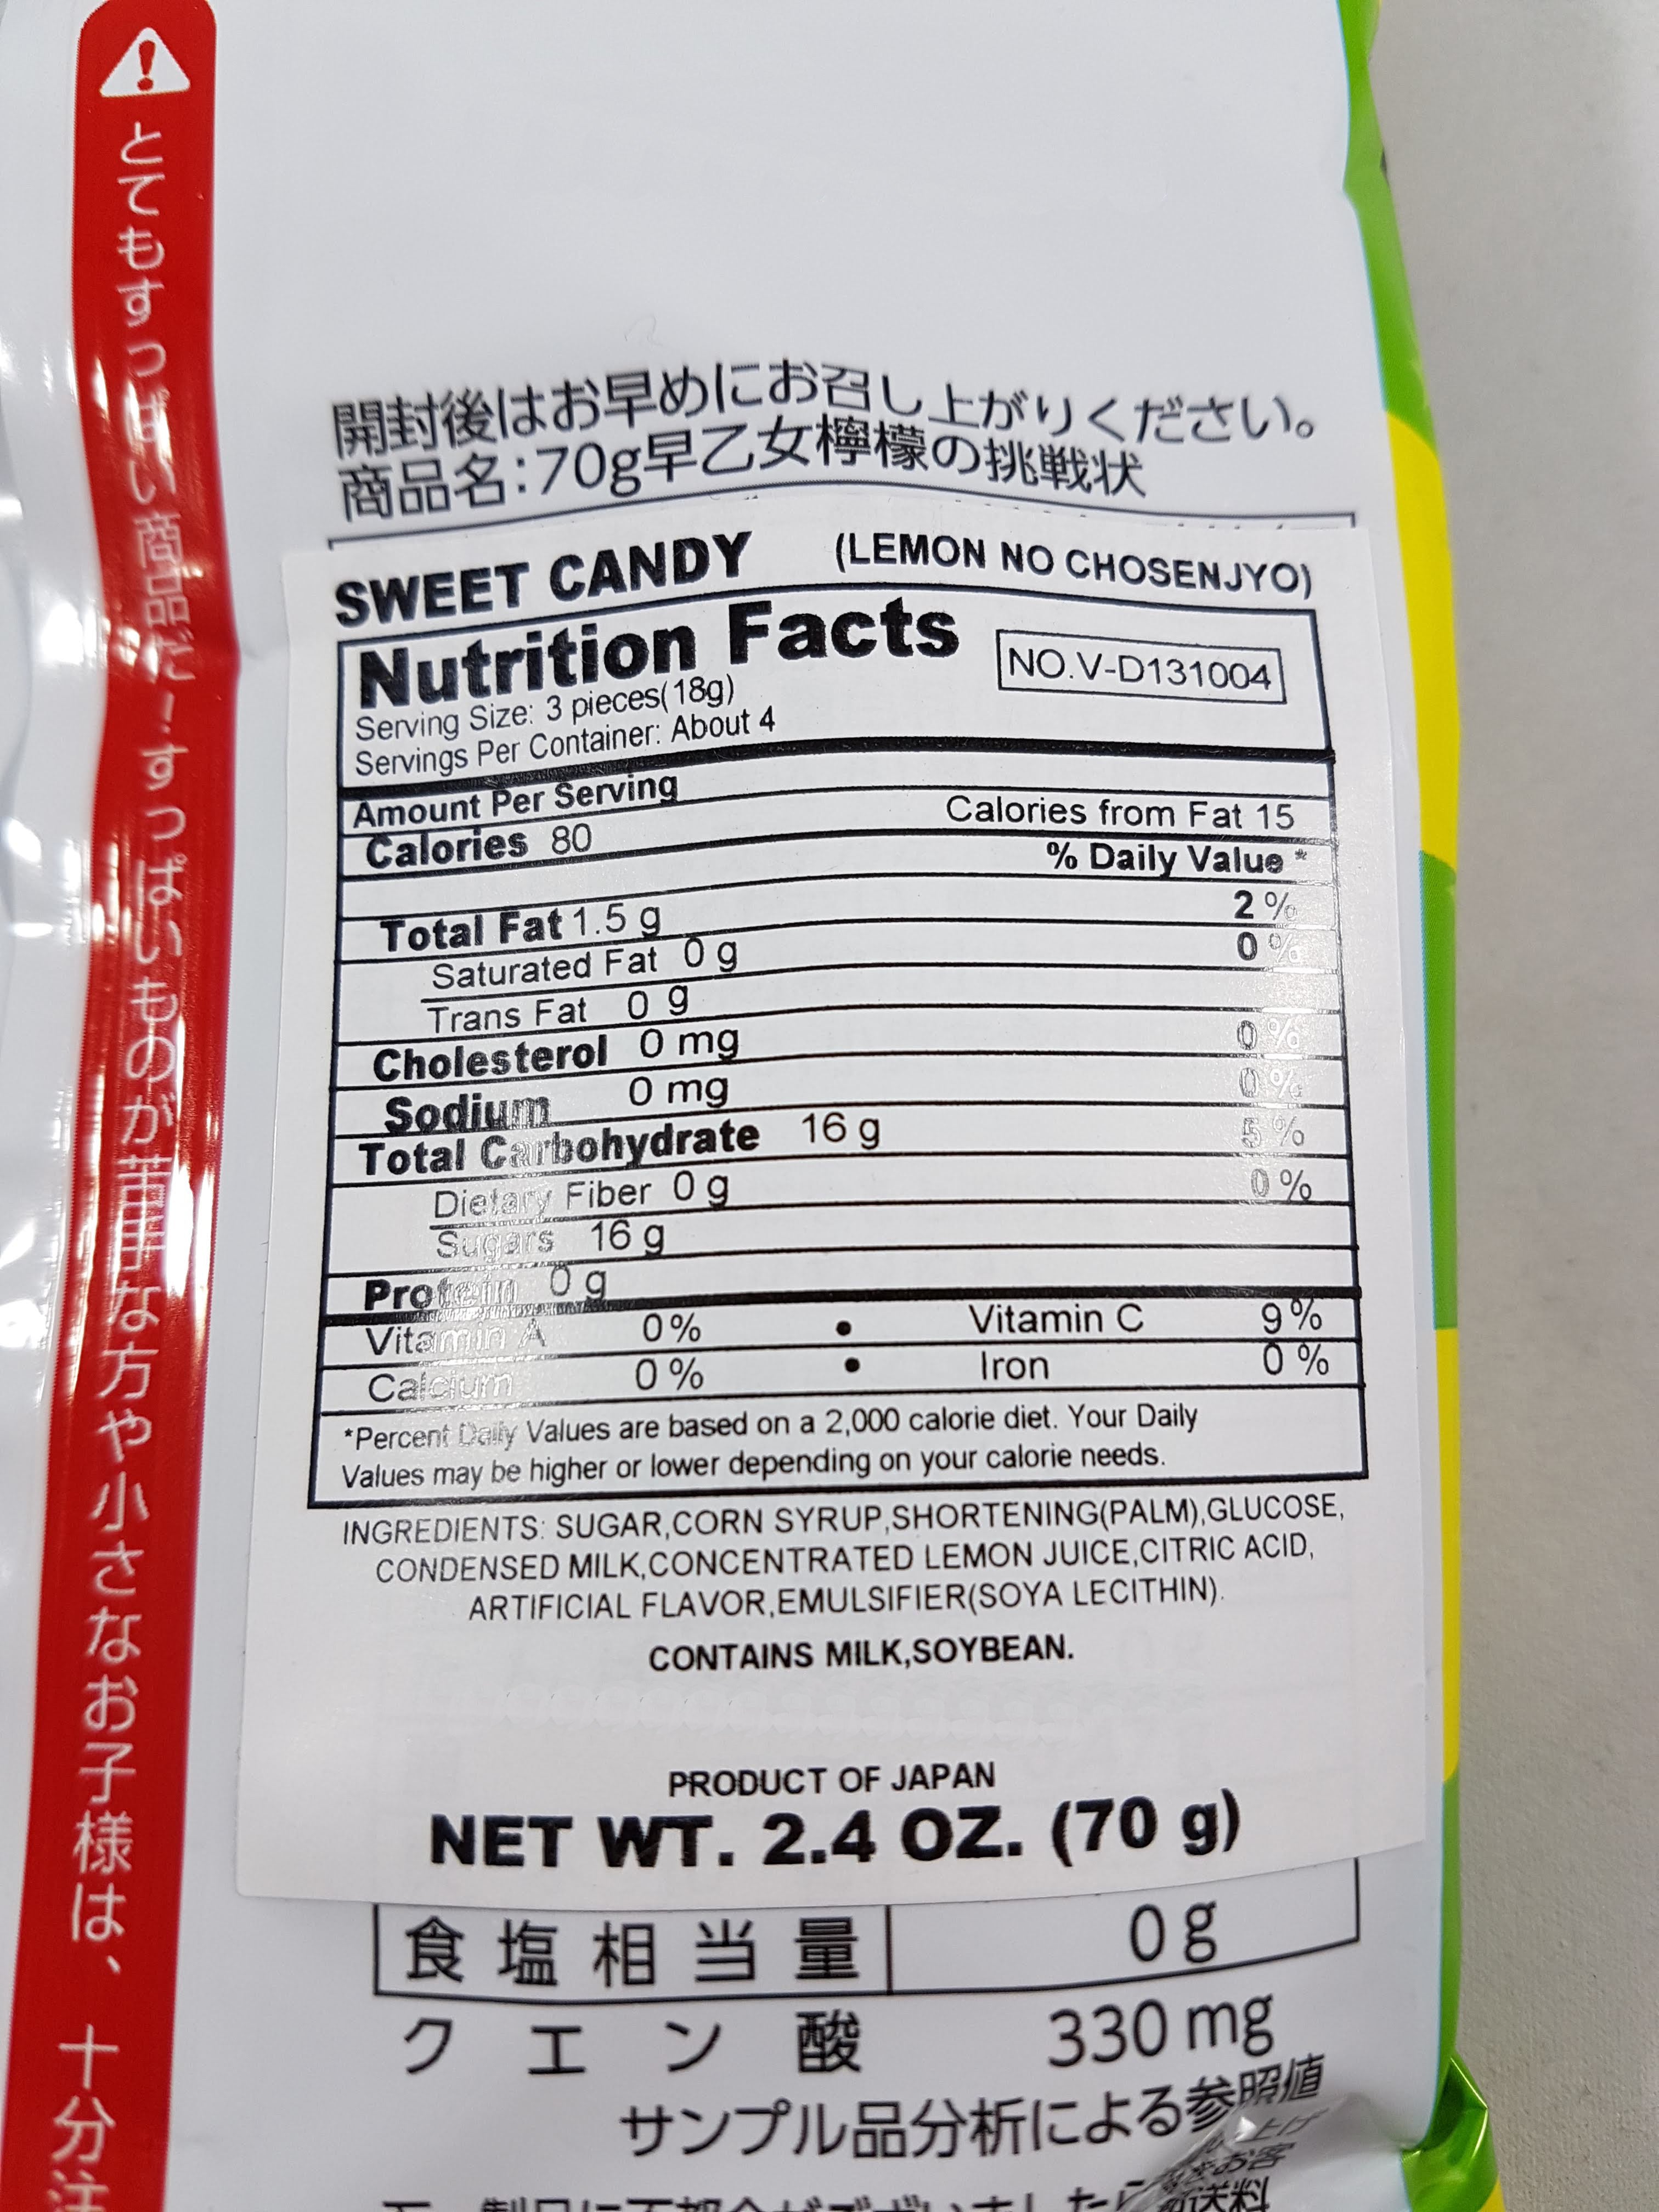 とてもすっぱい商品だ！すっぱいものが苦手な方や小さなお子様は、十分注
開封後はお早めにお召し上がりください。
商品名:70g早乙女檸檬の挑戦状
SWEET CANDY (LEMON NO CHOSENJYO)
Nutrition Facts
NO.V-D131004
Serving Size: 3 pieces(18g)
Servings Per Container: About 4
Amount Per Serving
Calories 80 Calories from Fat 15
% Daily Value *
Total Fat 1.5 g 2 %
Saturated Fat 0 g 0 %
Trans Fat 0 g
Cholesterol 0 mg 0 %
Sodium 0 mg 0 %
Total Carbohydrate 16 g 5 %
Dietary Fiber 0 g 0 %
Sugars 16 g
Protein 0 g
Vitamin A 0% • Vitamin C 9%
Calcium 0% • Iron 0%
*Percent Daily Values are based on a 2,000 calorie diet. Your Daily
Values may be higher or lower depending on your calorie needs.
INGREDIENTS: SUGAR,CORN SYRUP,SHORTENING(PALM),GLUCOSE,
CONDENSED MILK,CONCENTRATED LEMON JUICE,CITRIC ACID,
ARTIFICIAL FLAVOR,EMULSIFIER(SOYA LECITHIN).
CONTAINS MILK,SOYBEAN.
PRODUCT OF JAPAN
NET WT. 2.4 OZ. (70 g)
食塩相当量 0g
クエン酸 330mg
サンプル品分析による参照値